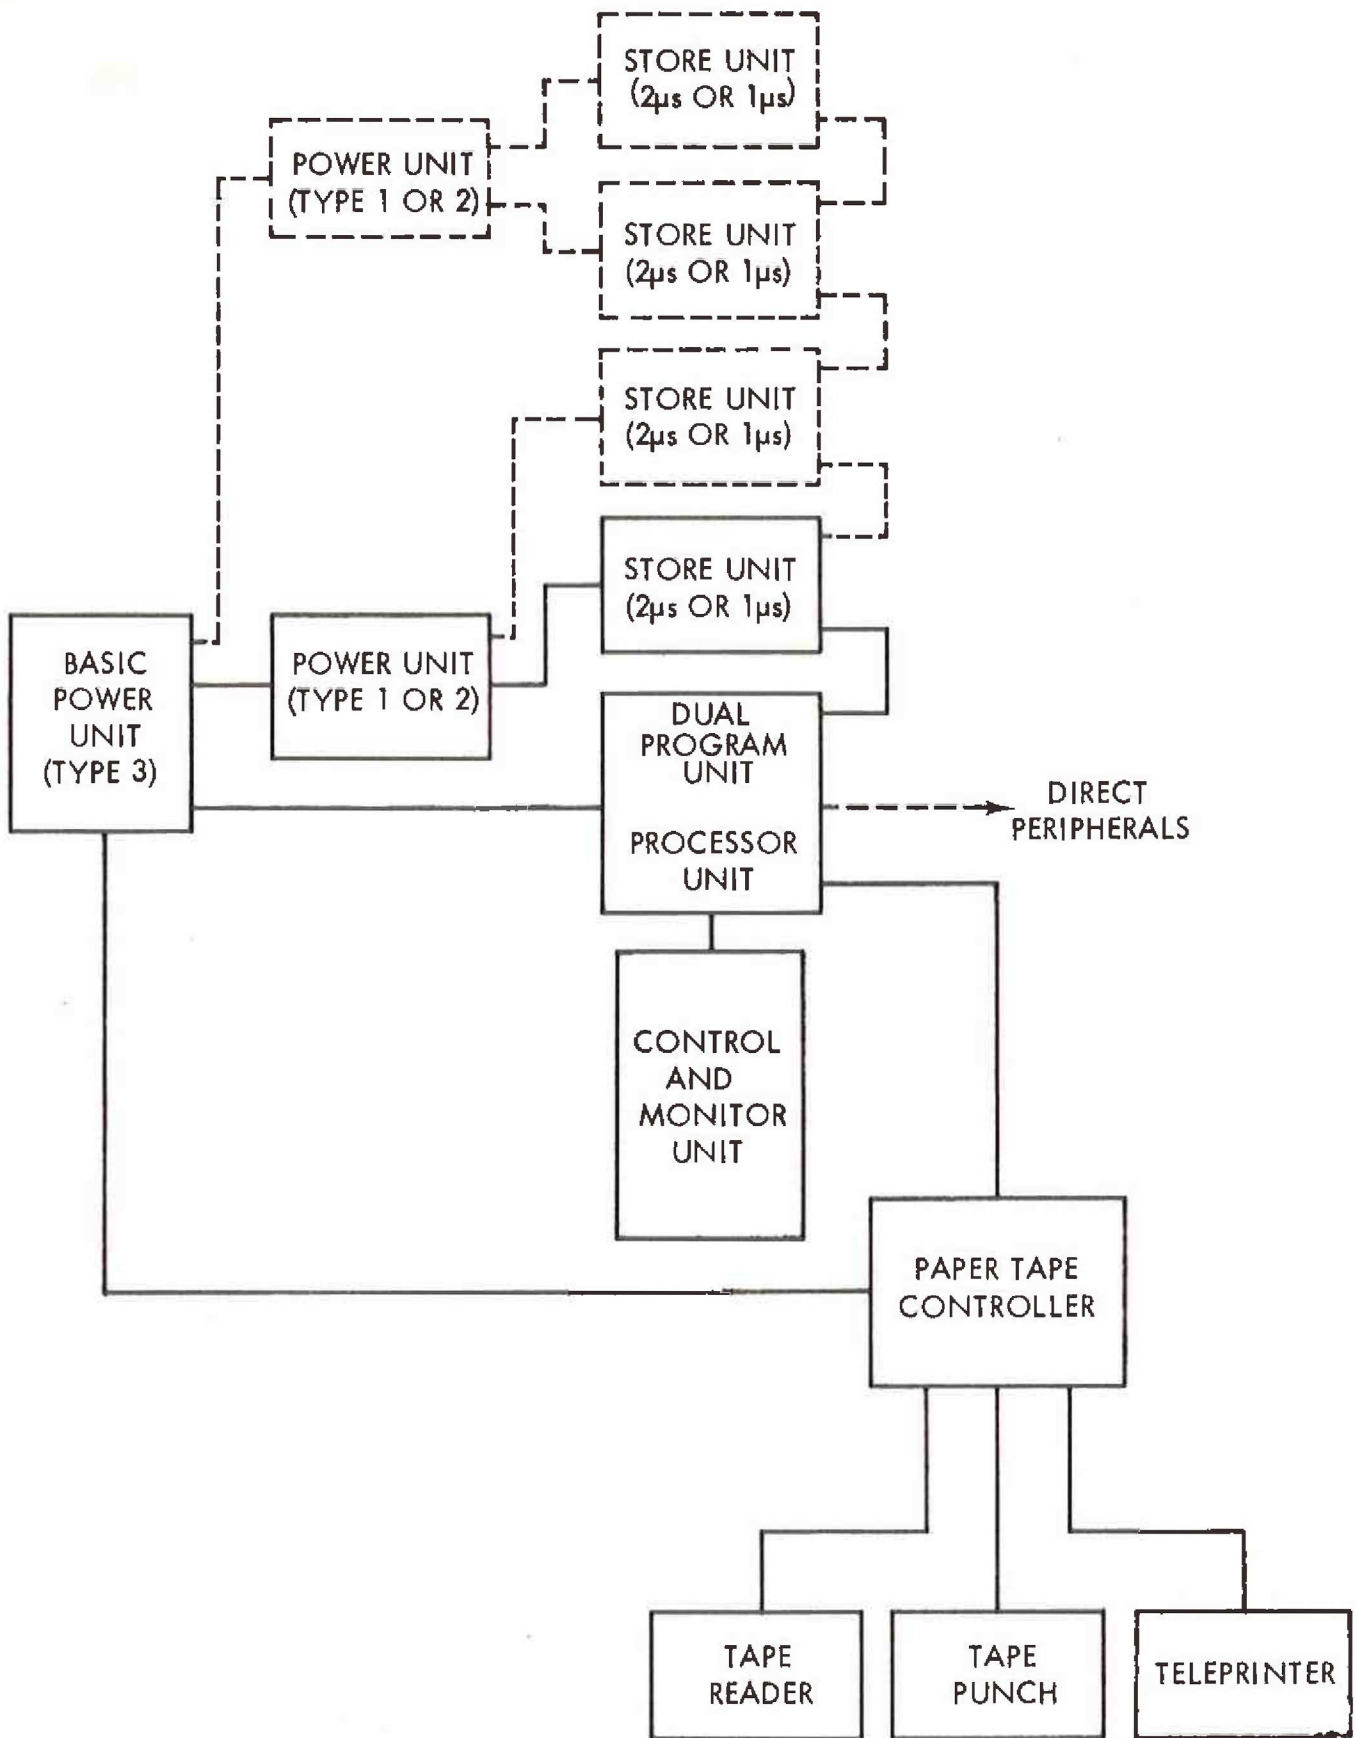 STORE UNIT
(2μs OR 1μs)
POWER UNIT
(TYPE 1 OR 2)
STORE UNIT
(2μs OR 1μs)
STORE UNIT
(2μs OR 1μs)
STORE UNIT
(2μs OR 1μs)
BASIC
POWER
UNIT
(TYPE 3)
POWER UNIT
(TYPE 1 OR 2)
DUAL
PROGRAM
UNIT
PROCESSOR
UNIT
DIRECT
PERIPHERALS
CONTROL
AND
MONITOR
UNIT
PAPER TAPE
CONTROLLER
TAPE
READER
TAPE
PUNCH
TELEPRINTER